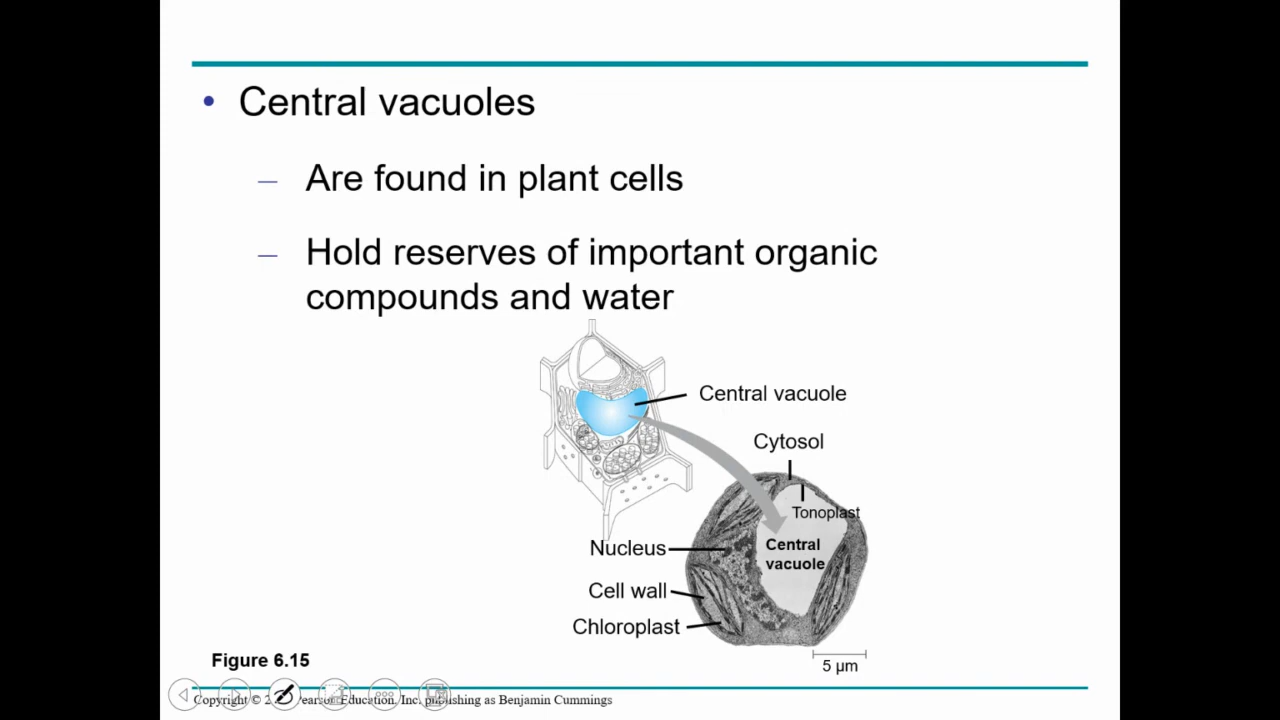 • Central vacuoles
– Are found in plant cells
– Hold reserves of important organic
compounds and water
Central vacuole
Cytosol
Tonoplast
Nucleus
Central
vacuole
Cell wall
Chloroplast
Figure 6.15
5 µm
Copyright © Education, Inc. publishing as Benjamin Cummings